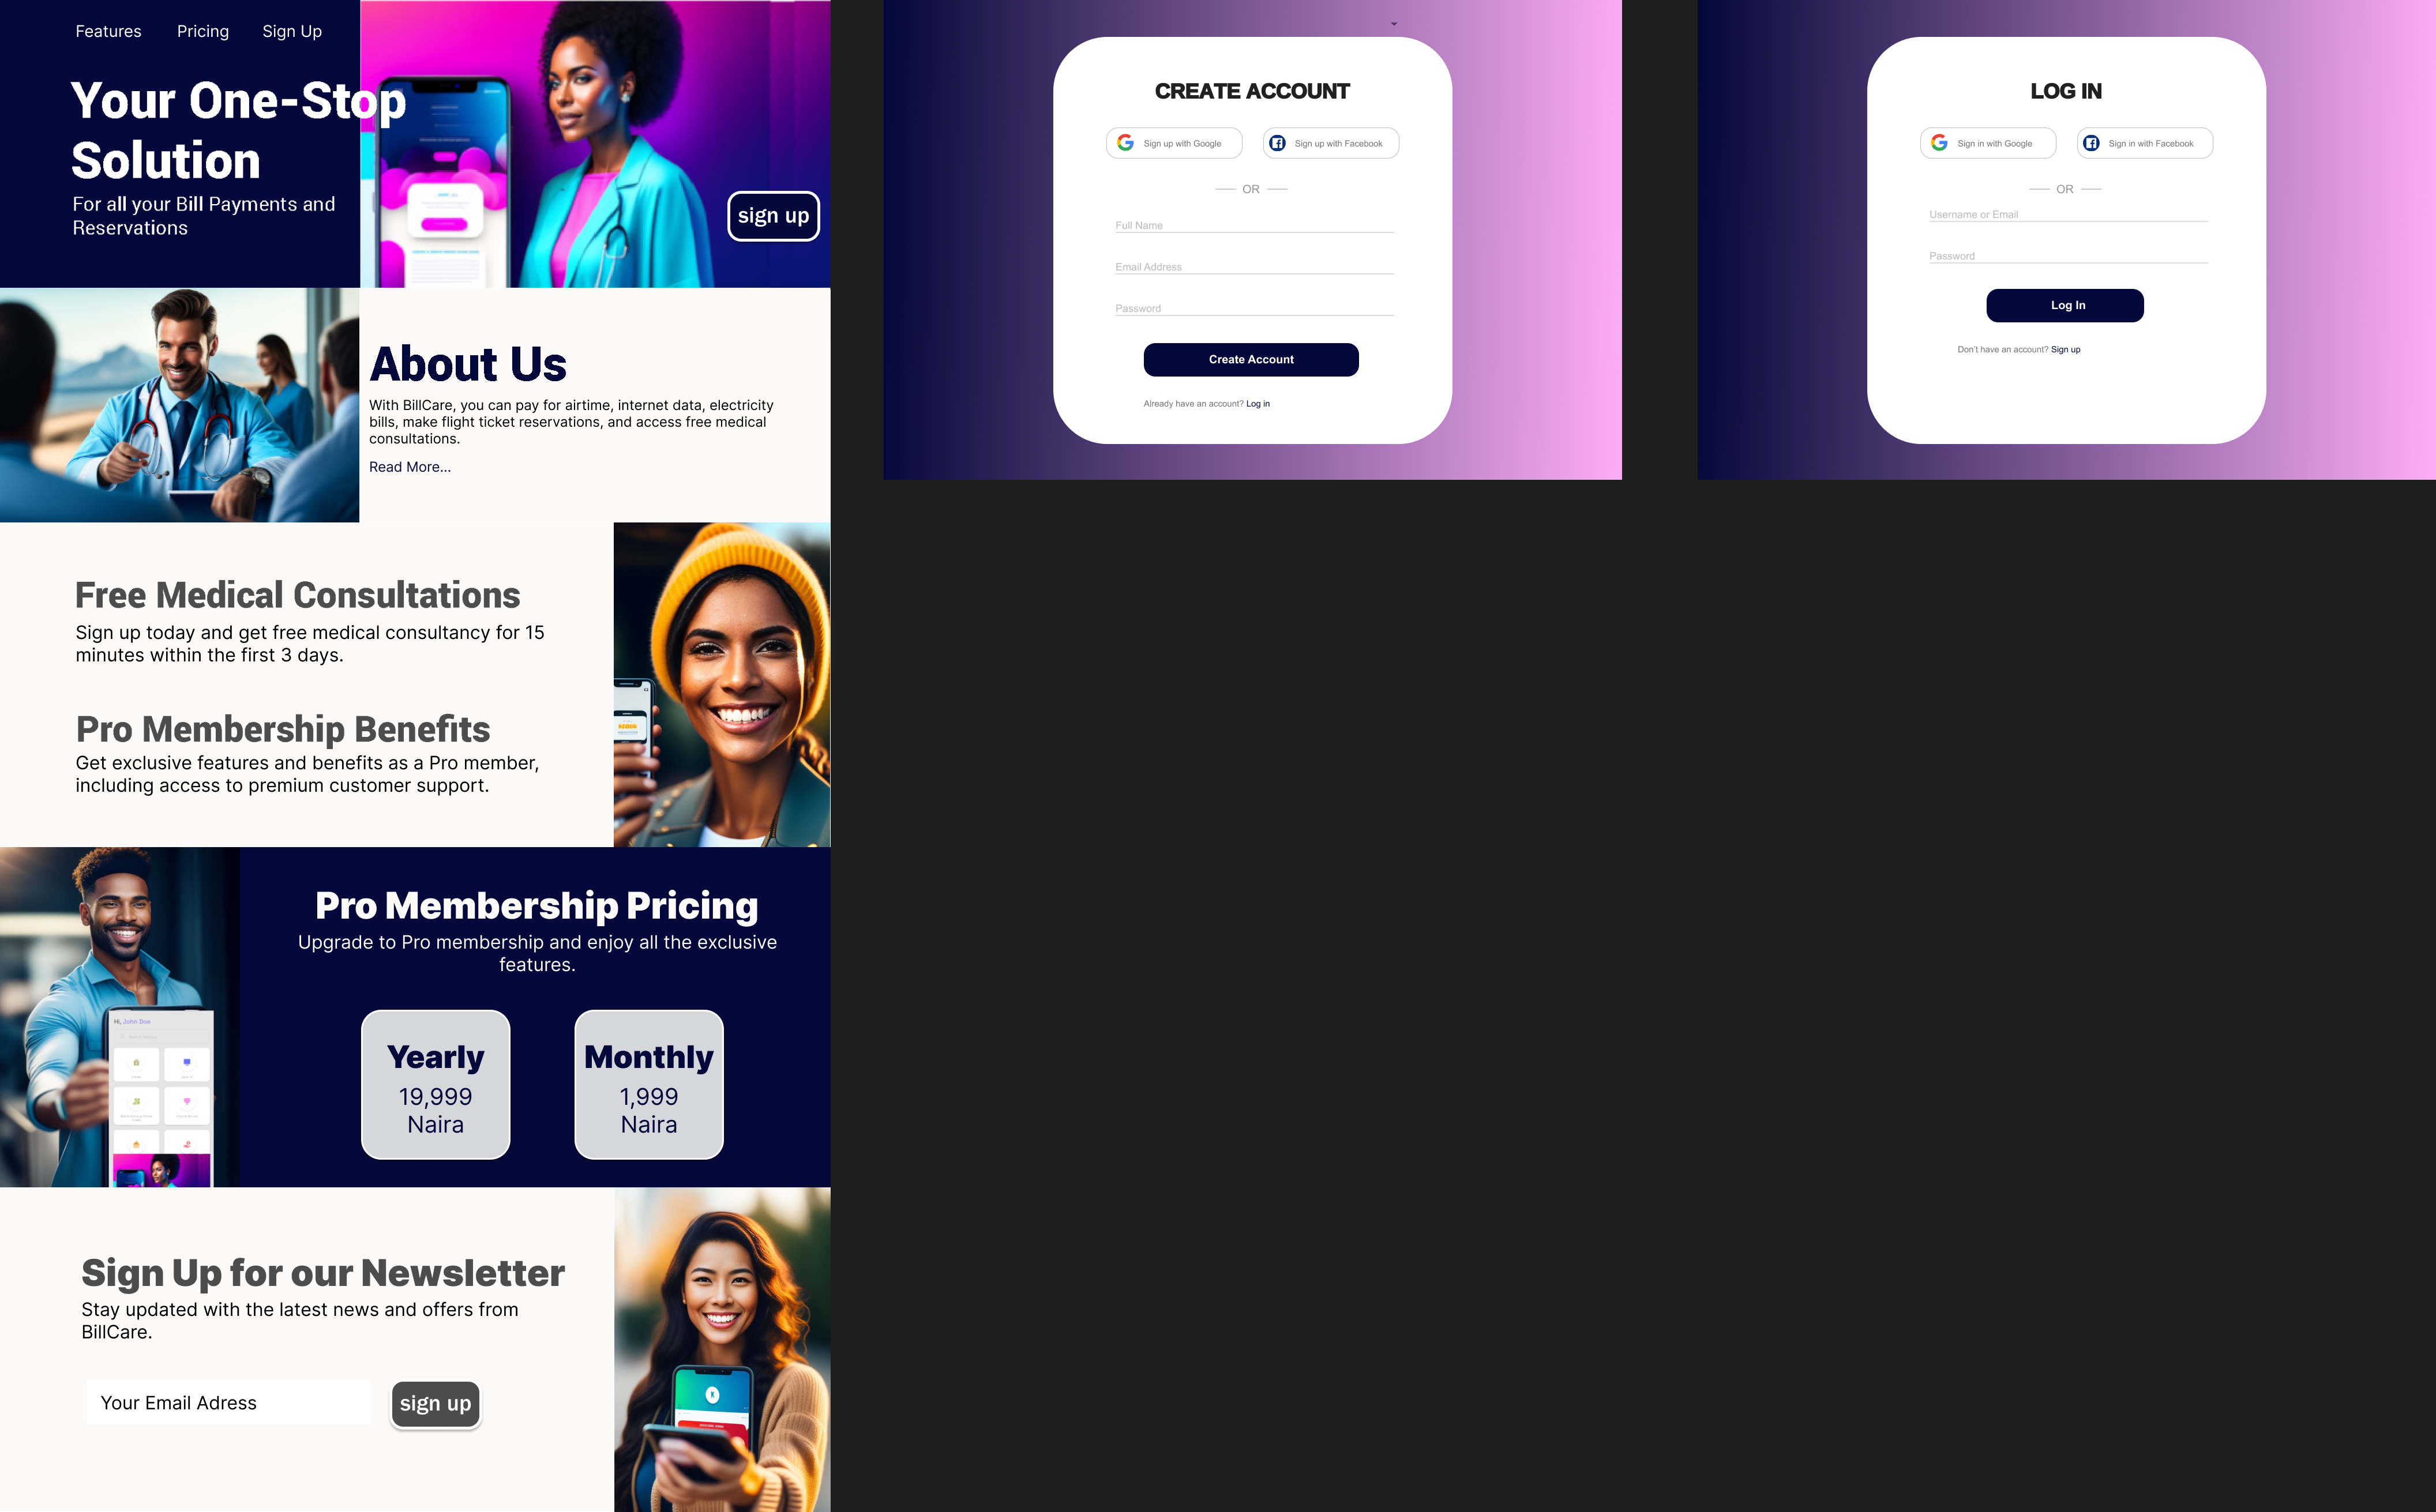 Features Pricing Sign Up
Your One-Stop
Solution
For all your Bill Payments and
Reservations
sign up
About Us
With BillCare, you can pay for airtime, internet data, electricity
bills, make flight ticket reservations, and access free medical
consultations.
Read More...
Free Medical Consultations
Sign up today and get free medical consultancy for 15
minutes within the first 3 days.
Pro Membership Benefits
Get exclusive features and benefits as a Pro member,
including access to premium customer support.
Pro Membership Pricing
Upgrade to Pro membership and enjoy all the exclusive
features.
Hi, John Doe
Yearly
19,999
Naira
Monthly
1,999
Naira
Sign Up for our Newsletter
Stay updated with the latest news and offers from
BillCare.
Your Email Adress
sign up
CREATE ACCOUNT
Sign up with Google
Sign up with Facebook
OR
Full Name
Email Address
Password
Create Account
Already have an account? Log in
LOG IN
Sign in with Google
Sign in with Facebook
OR
Username or Email
Password
Log In
Don't have an account? Sign up